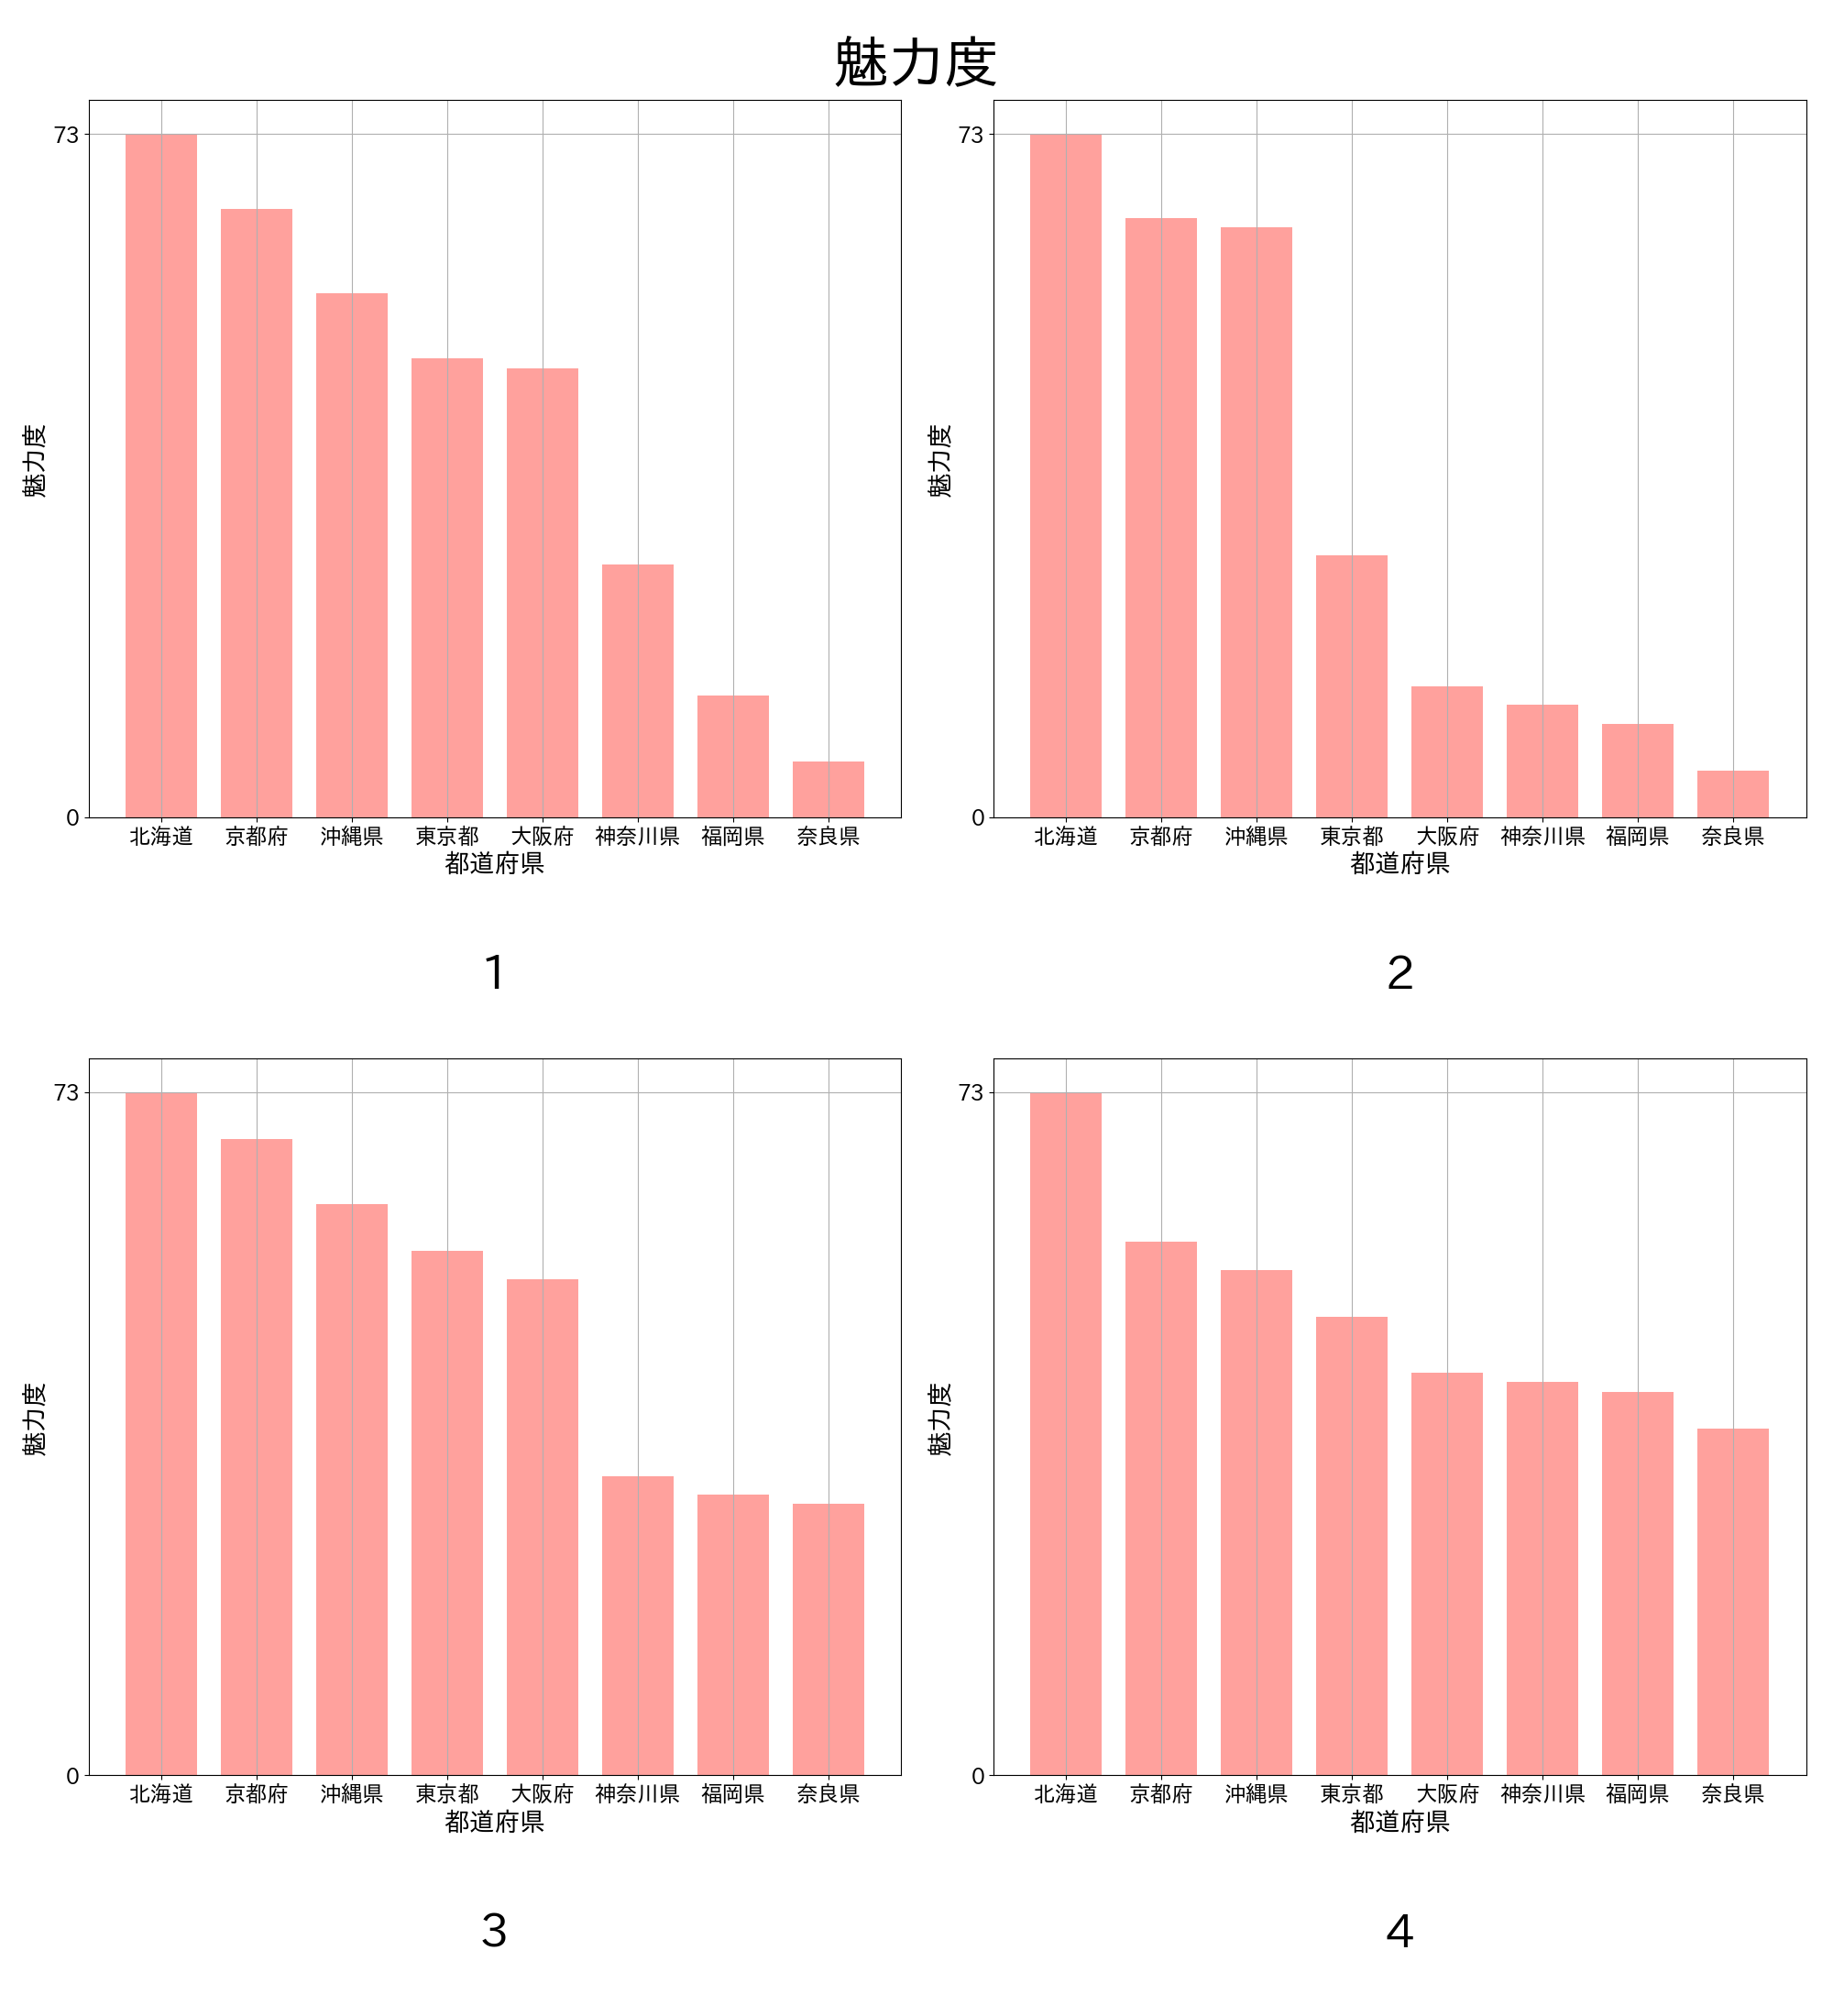 魅力度
73
0
魅力度
北海道 京都府 沖縄県 東京都 大阪府 神奈川県 福岡県 奈良県
都道府県
1
73
0
魅力度
北海道 京都府 沖縄県 東京都 大阪府 神奈川県 福岡県 奈良県
都道府県
2
73
0
魅力度
北海道 京都府 沖縄県 東京都 大阪府 神奈川県 福岡県 奈良県
都道府県
3
73
0
魅力度
北海道 京都府 沖縄県 東京都 大阪府 神奈川県 福岡県 奈良県
都道府県
4